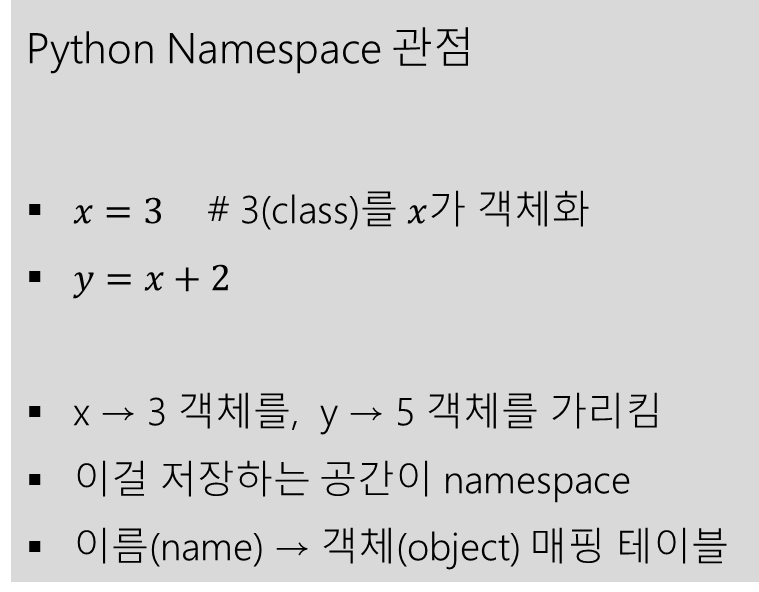 Python Namespace 관점
▪ 𝑥 = 3 # 3(class)를 𝑥가 객체화
▪ 𝑦 = 𝑥 + 2
▪ x → 3 객체를, y → 5 객체를 가리킴
▪ 이걸 저장하는 공간이 namespace
▪ 이름(name) → 객체(object) 매핑 테이블